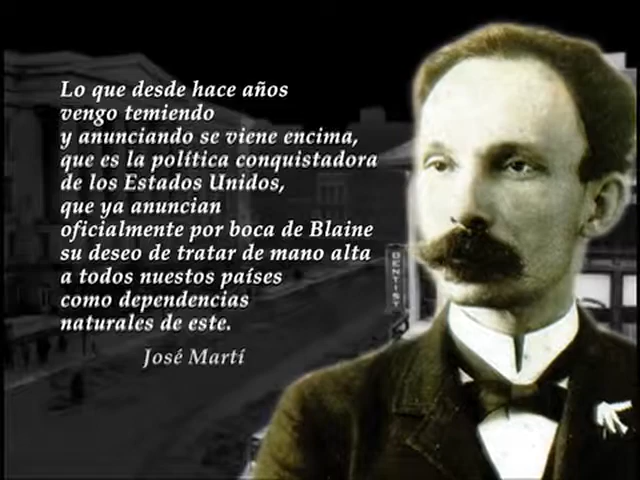 Lo que desde hace años
vengo temiendo
y anunciando se viene encima,
que es la política conquistadora
de los Estados Unidos,
que ya anuncian
oficialmente por boca de Blaine
su deseo de tratar de mano alta
a todos nuestos países
como dependencias
naturales de este.
José Martí
DENTIST